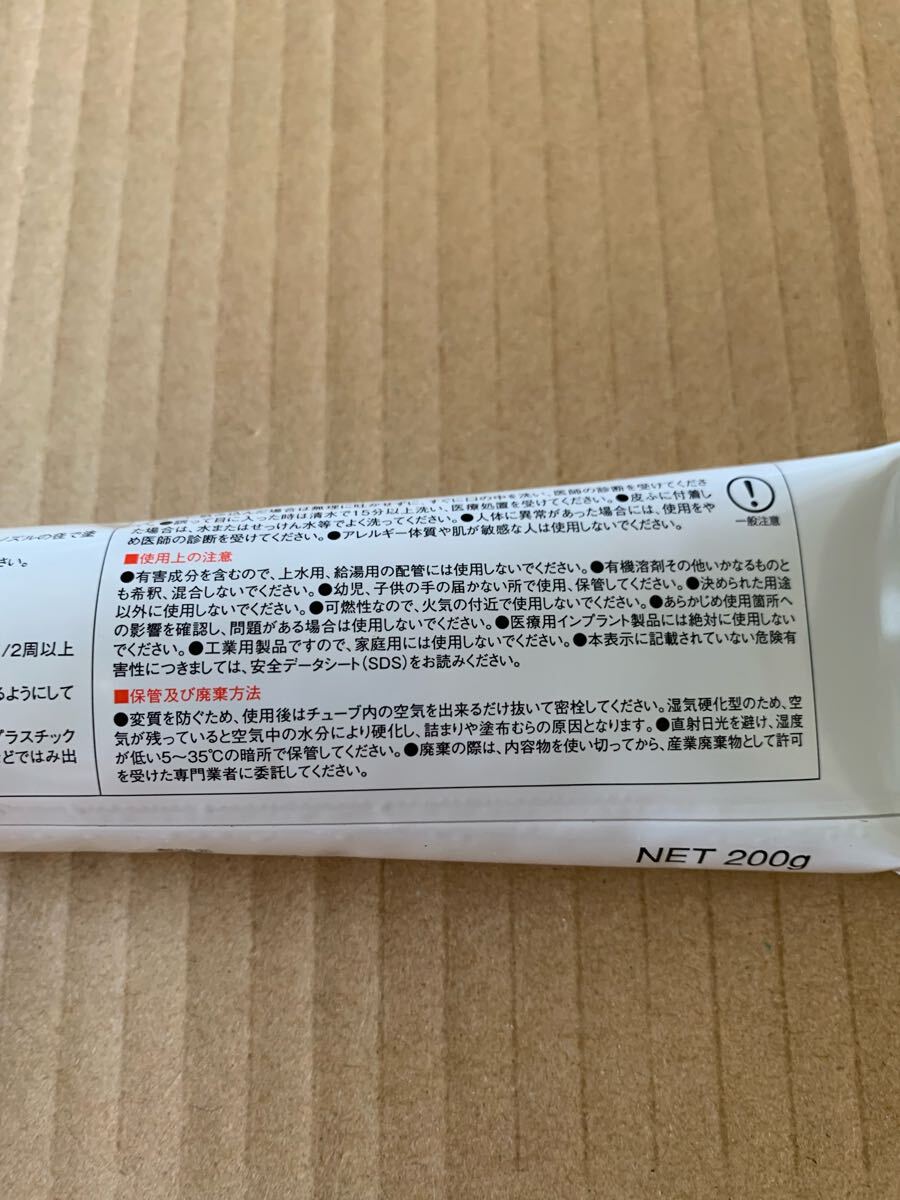 ノズルの在で塗
さい。
/2周以上
るようにして
プラスチック
などではみ出
場合は無理に吐かせずに、すぐに口の中を洗い、医師の診断を受けてくださ
目に入った時は清水で15分以上洗い、医療処置を受けてください。●皮ふに付着し
た場合は、水またはせっけん水等でよく洗ってください。●人体に異常があった場合には、使用をや
め医師の診断を受けてください。●アレルギー体質や肌が敏感な人は使用しないでください。
一般注意
■使用上の注意
●有害成分を含むので、上水用、給湯用の配管には使用しないでください。●有機溶剤その他いかなるものと
も希釈、混合しないでください。●幼児、子供の手の届かない所で使用、保管してください。●決められた用途
以外に使用しないでください。●可燃性なので、火気の付近で使用しないでください。●あらかじめ使用箇所へ
の影響を確認し、問題がある場合は使用しないでください。●医療用インプラント製品には絶対に使用しない
でください。●工業用製品ですので、家庭用には使用しないでください。●本表示に記載されていない危険有
害性につきましては、安全データシート(SDS)をお読みください。
■保管及び廃棄方法
●変質を防ぐため、使用後はチューブ内の空気を出来るだけ抜いて密栓してください。湿気硬化型のため、空
気が残っていると空気中の水分により硬化し、詰まりや塗布むらの原因となります。●直射日光を避け、湿度
が低い5〜35℃の暗所で保管してください。●廃棄の際は、内容物を使い切ってから、産業廃棄物として許可
を受けた専門業者に委託してください。
NET 200g